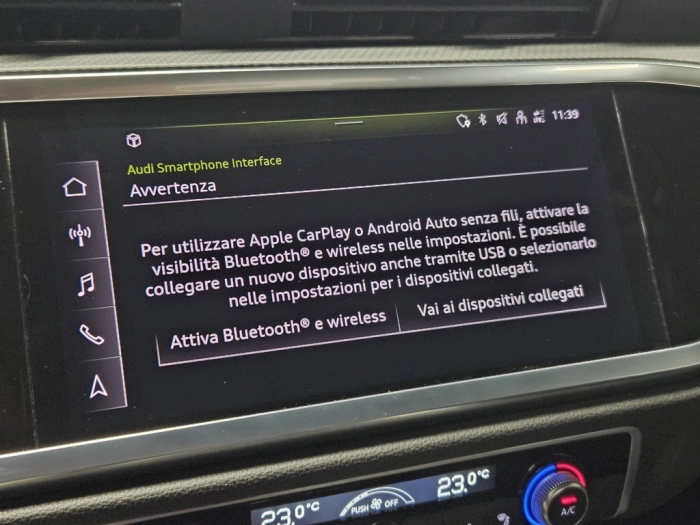 11:39
Audi Smartphone Interface
Avvertenza
Per utilizzare Apple CarPlay o Android Auto senza fili, attivare la
visibilità Bluetooth® e wireless nelle impostazioni. È possibile
collegare un nuovo dispositivo anche tramite USB o selezionarlo
nelle impostazioni per i dispositivi collegati.
Attiva Bluetooth® e wireless
Vai ai dispositivi collegati
23.0°C
PUSH OFF
23.0°C
A/C